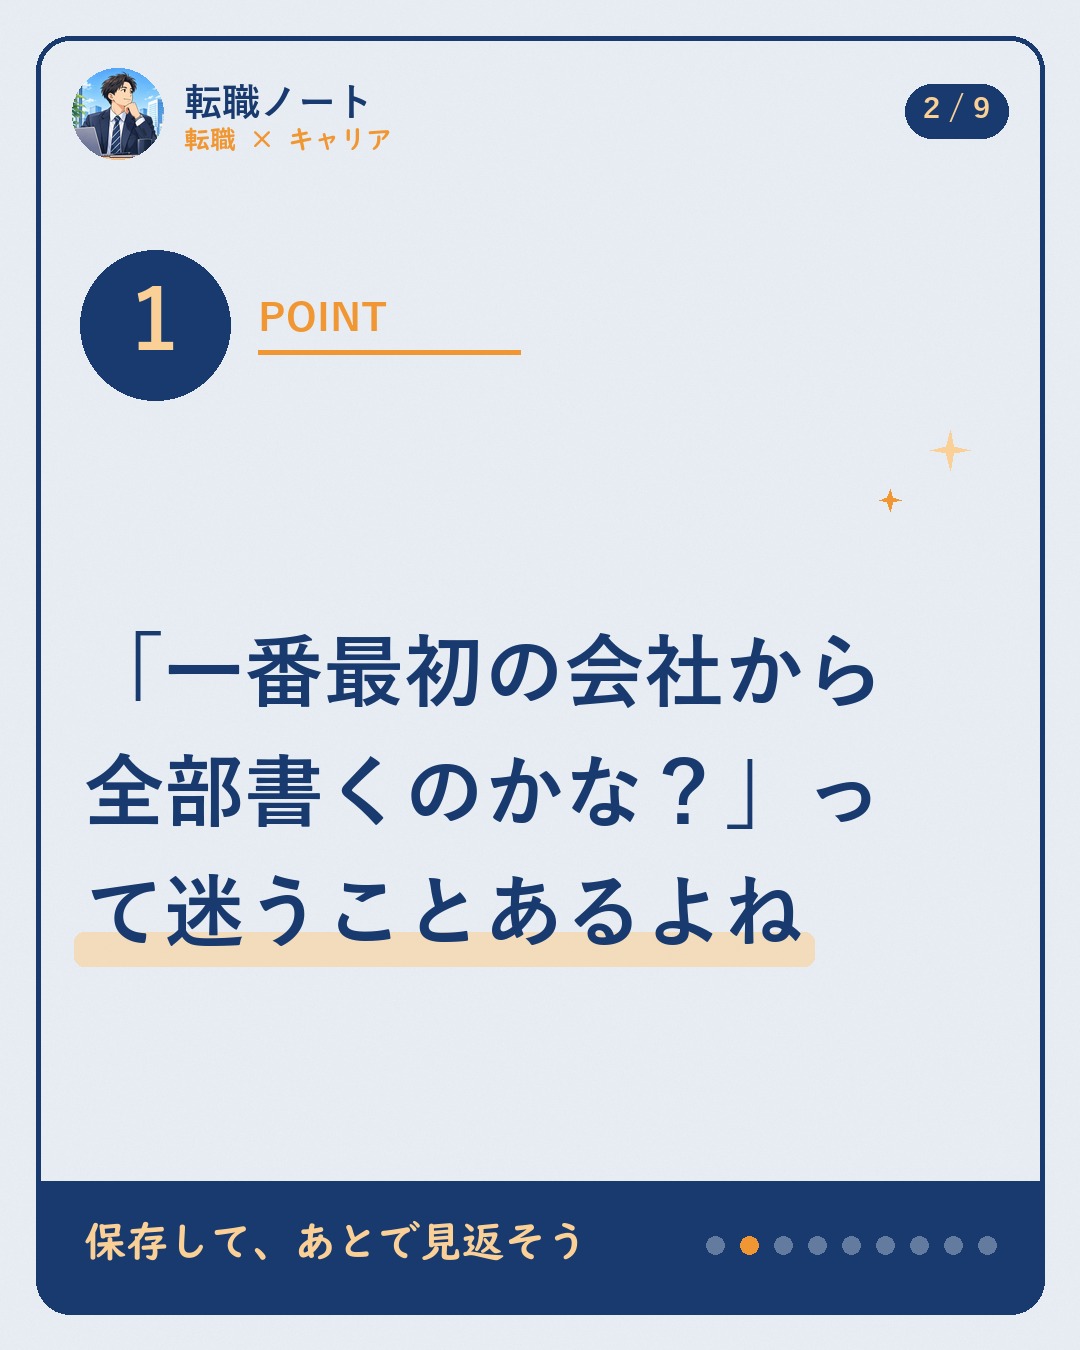 転職ノート
転職 × キャリア
2 / 9
1
POINT
「一番最初の会社から
全部書くのかな？」っ
て迷うことあるよね
保存して、あとで見返そう